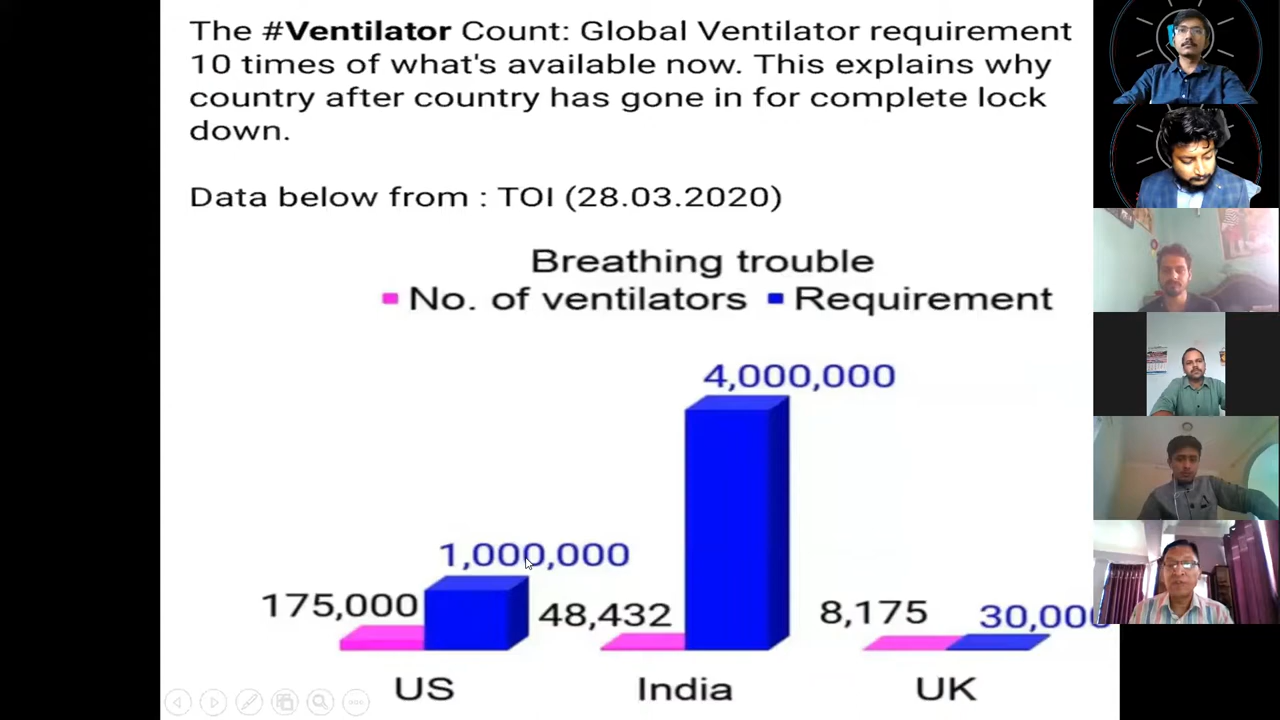 The #Ventilator Count: Global Ventilator requirement
10 times of what's available now. This explains why
country after country has gone in for complete lock
down.
Data below from : TOI (28.03.2020)
Breathing trouble
No. of ventilators Requirement
4,000,000
1,000,000
175,000 48,432 8,175 30,000
US India UK